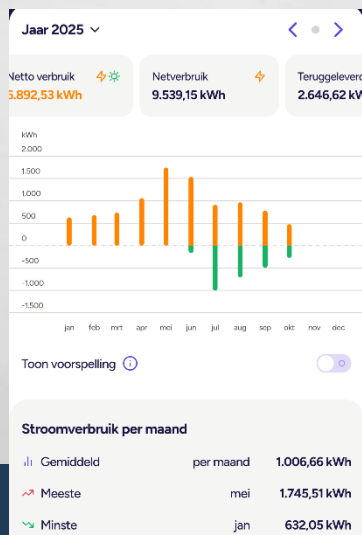 Jaar 2025
Netto verbruik
6.892,53 kWh
Netverbruik
9.539,15 kWh
Teruggeleverd
2.646,62 kW
kWh
2.000
1.500
1.000
500
0
-500
-1.000
-1.500
jan feb mrt apr mei jun jul aug sep okt nov dec
Toon voorspelling
Stroomverbruik per maand
Gemiddeld per maand 1.006,66 kWh
Meeste mei 1.745,51 kWh
Minste jan 632,05 kWh